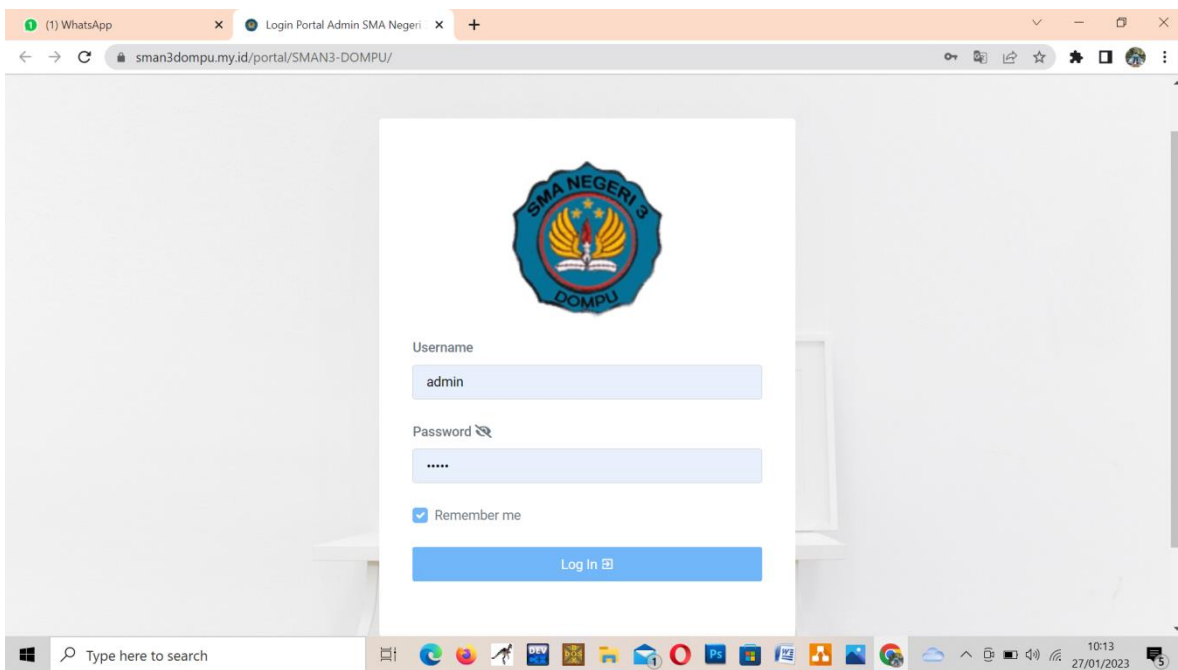 (1) WhatsApp
Login Portal Admin SMA Negeri
sman3dompu.my.id/portal/SMAN3-DOMPU/
SMA NEGERI 3
DOMPU
Username
admin
Password
•••••
Remember me
Log In
Type here to search
10:13
27/01/2023